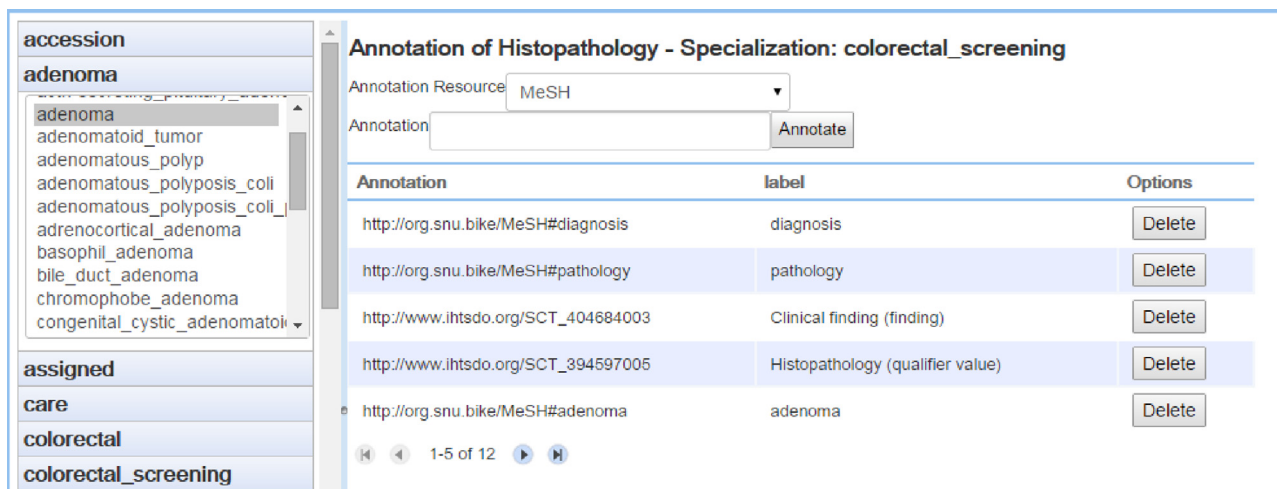 accession
adenoma
adenoma
adenomatoid_tumor
adenomatous_polyp
adenomatous_polyposis_coli
adenomatous_polyposis_coli_
adrenocortical_adenoma
basophil_adenoma
bile_duct_adenoma
chromophobe_adenoma
congenital_cystic_adenomatoi
assigned
care
colorectal
colorectal_screening
Annotation of Histopathology - Specialization: colorectal_screening
Annotation Resource MeSH
Annotation Annotate
Annotation label Options
http://org.snu.bike/MeSH#diagnosis diagnosis Delete
http://org.snu.bike/MeSH#pathology pathology Delete
http://www.ihtsdo.org/SCT_404684003 Clinical finding (finding) Delete
http://www.ihtsdo.org/SCT_394597005 Histopathology (qualifier value) Delete
http://org.snu.bike/MeSH#adenoma adenoma Delete
1-5 of 12